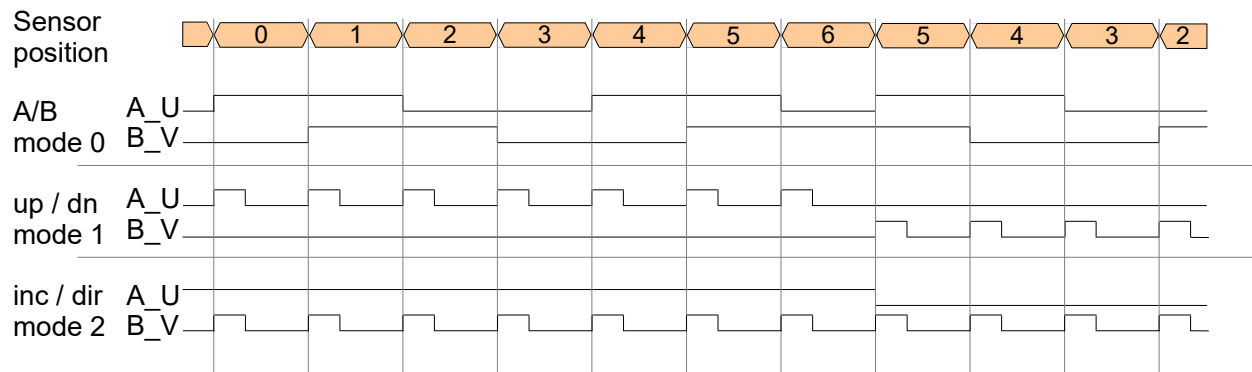 Sensor
position
0 1 2 3 4 5 6 5 4 3 2
A/B
mode 0
A_U
B_V
up / dn
mode 1
A_U
B_V
inc / dir
mode 2
A_U
B_V